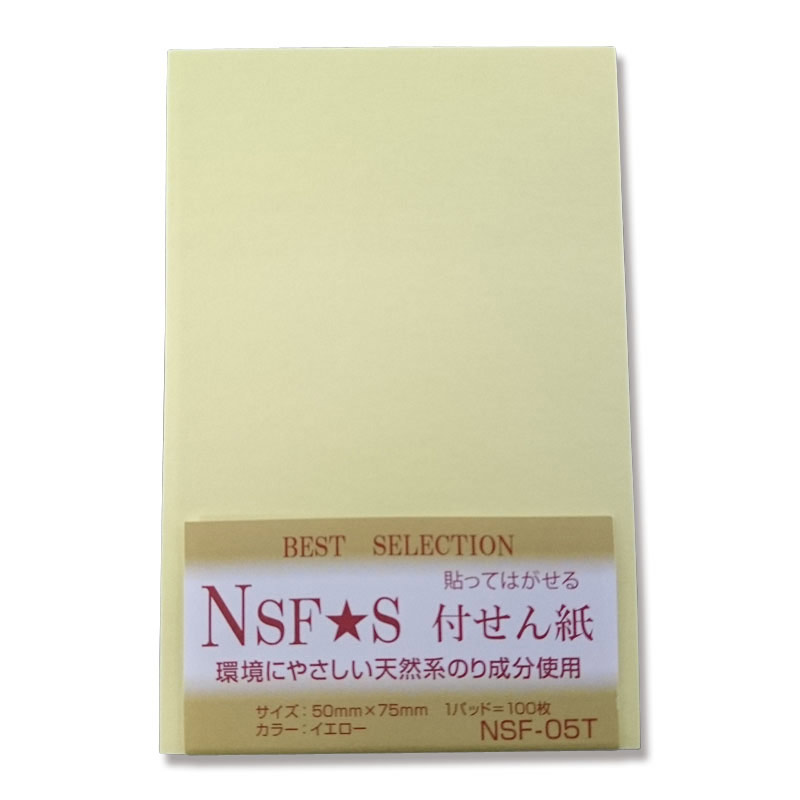 BEST SELECTION
貼ってはがせる
NSF★S 付せん紙
環境にやさしい天然系のり成分使用
サイズ：50mm×75mm 1パッド＝100枚
カラー：イエロー NSF-05T